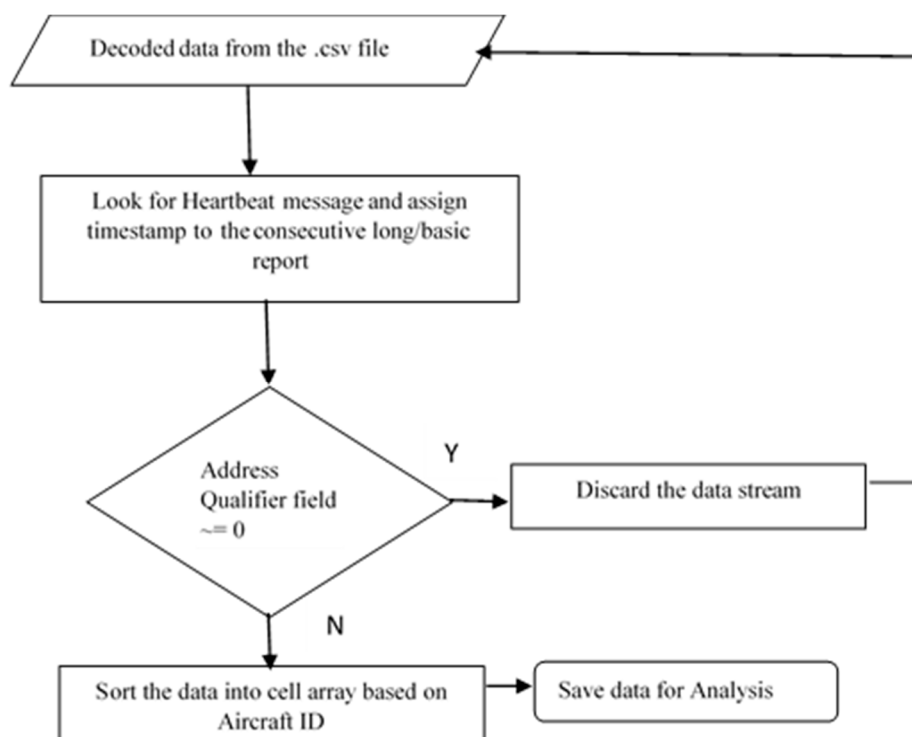 Decoded data from the .csv file
Look for Heartbeat message and assign
timestamp to the consecutive long/basic
report
Address
Qualifier field
~= 0
Y
Discard the data stream
N
Sort the data into cell array based on
Aircraft ID
Save data for Analysis